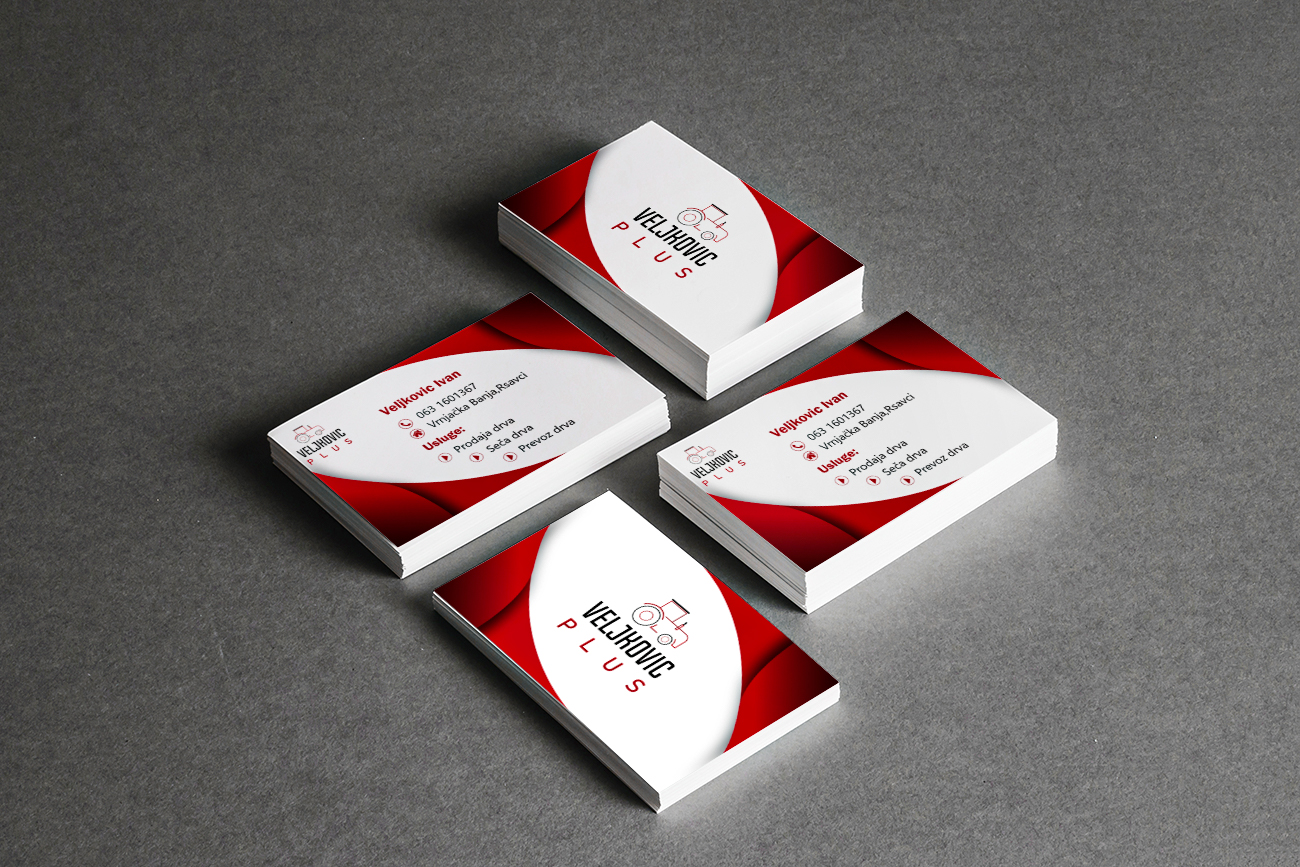 VELJKOVIC
PLUS
Veljkovic Ivan
063 1601367
Vrnjačka Banja,Rsavci
Usluge:
Prodaja drva
Seča drva
Prevoz drva
VELJKOVIC
PLUS
Veljkovic Ivan
063 1601367
Vrnjačka Banja,Rsavci
Usluge:
Prodaja drva
Seča drva
Prevoz drva
VELJKOVIC
PLUS
VELJKOVIC
PLUS